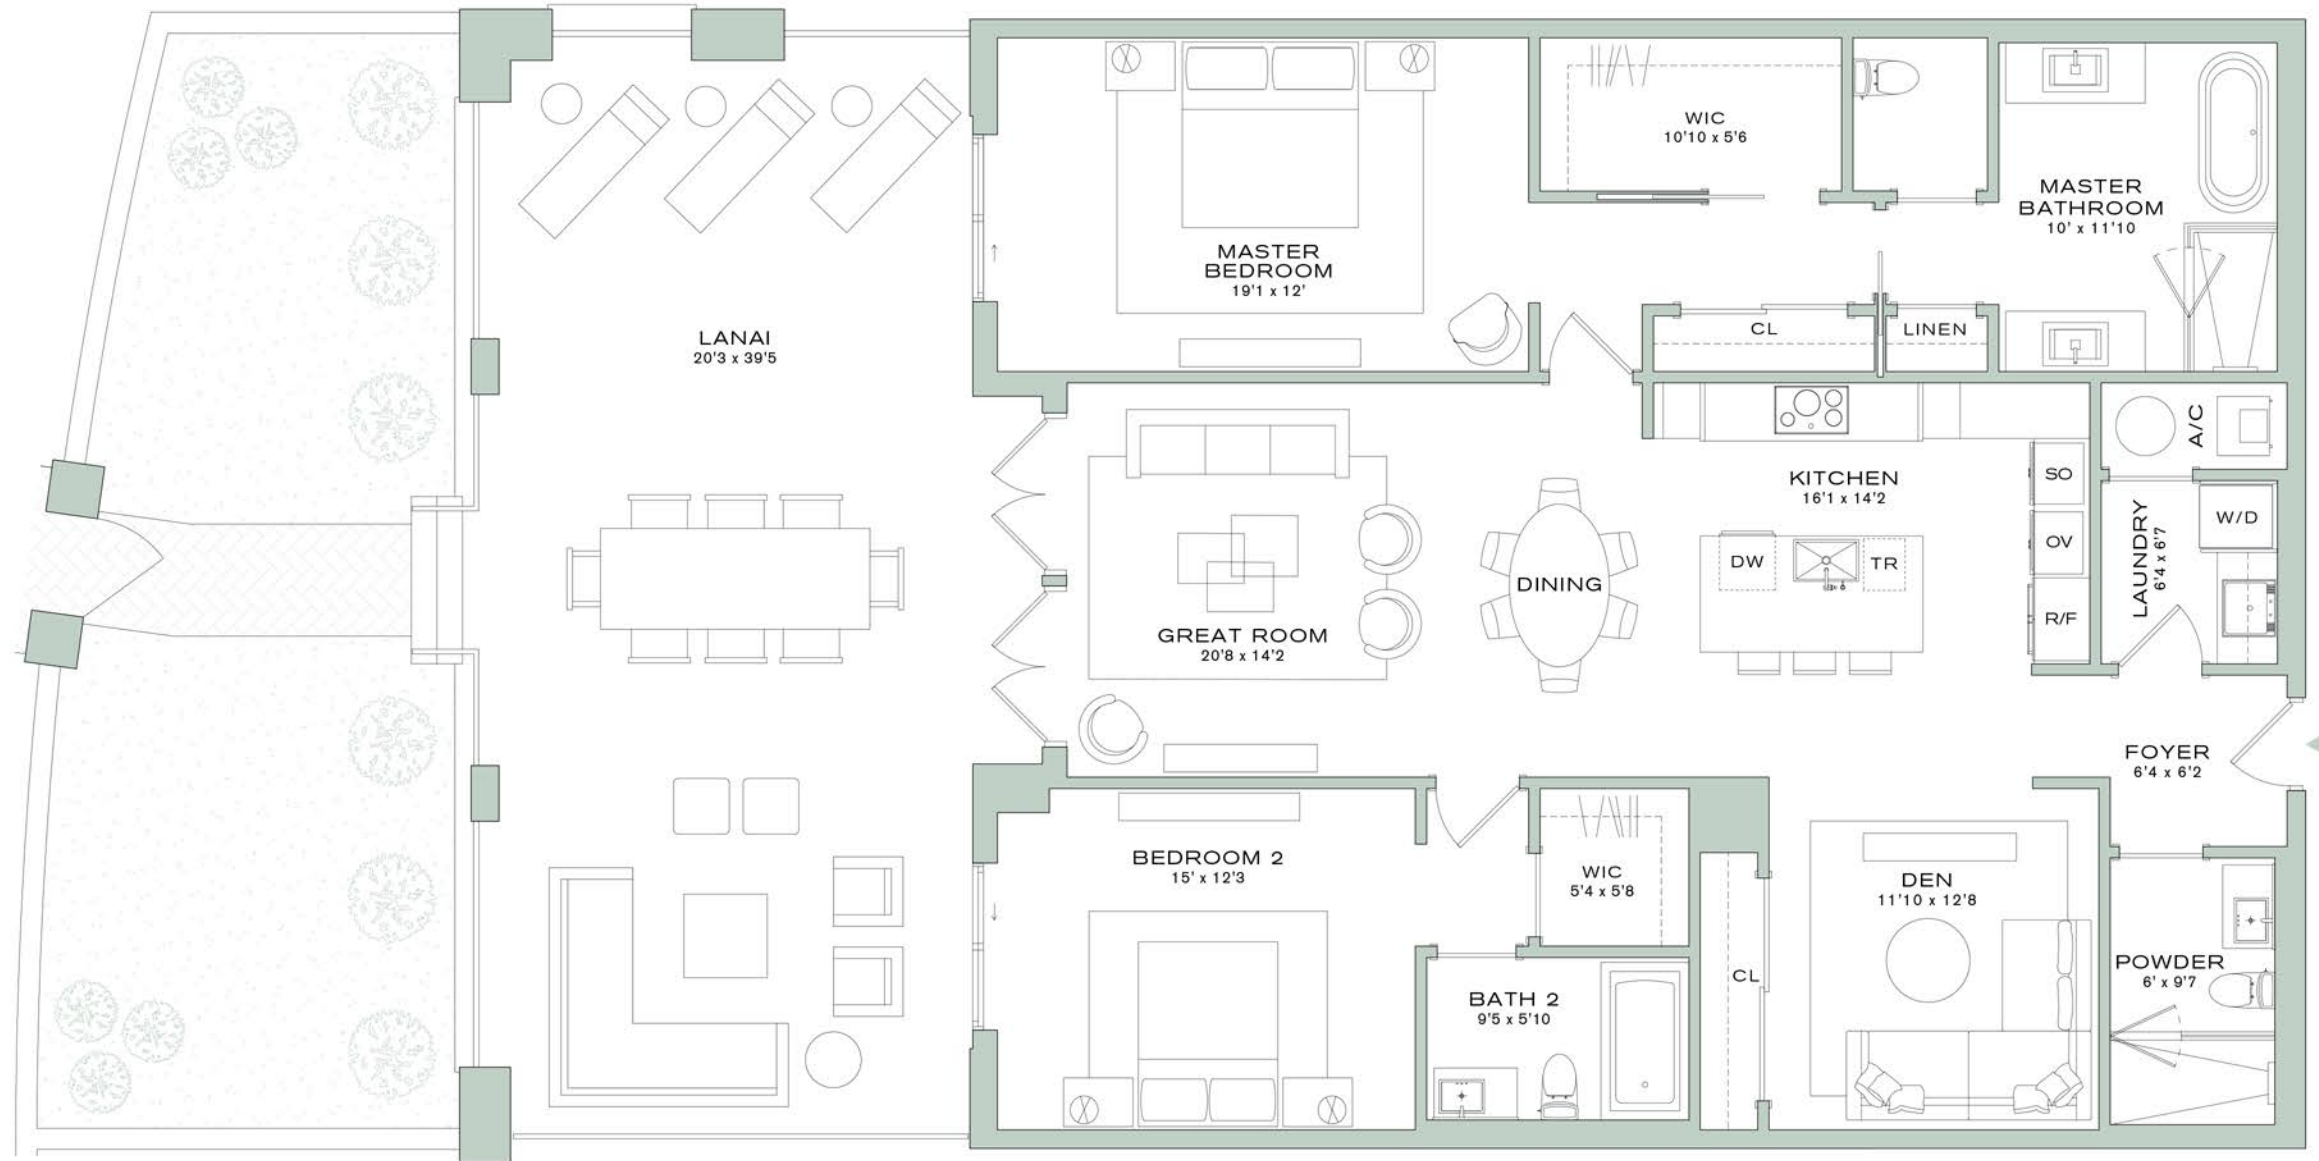 WIC
10'10 x 5'6
MASTER
BATHROOM
10' x 11'10
MASTER
BEDROOM
19'1 x 12'
LANAI
20'3 x 39'5
CL
LINEN
A/C
KITCHEN
16'1 x 14'2
SO
OV
R/F
LAUNDRY
6'4 x 6'7
W/D
DW
TR
DINING
GREAT ROOM
20'8 x 14'2
FOYER
6'4 x 6'2
BEDROOM 2
15' x 12'3
WIC
5'4 x 5'8
DEN
11'10 x 12'8
CL
POWDER
6' x 9'7
BATH 2
9'5 x 5'10